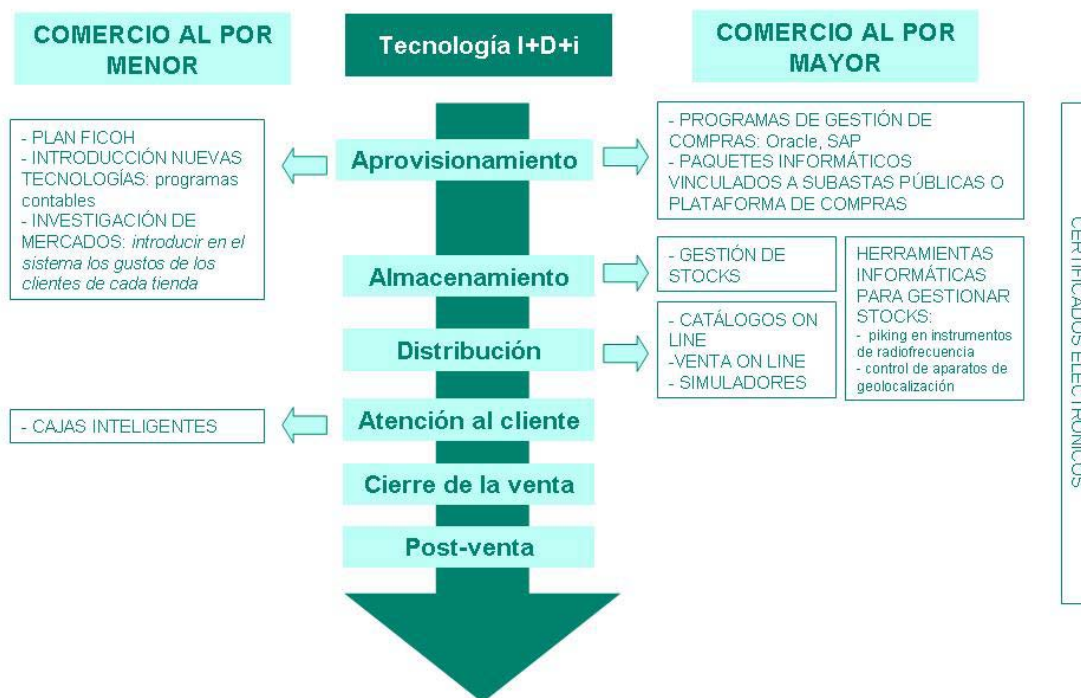 COMERCIO AL POR
MENOR
Tecnología I+D+i
COMERCIO AL POR
MAYOR
- PLAN FICOH
- INTRODUCCIÓN NUEVAS
TECNOLOGÍAS: programas
contables
- INVESTIGACIÓN DE
MERCADOS: introducir en el
sistema los gustos de los
clientes de cada tienda
Aprovisionamiento
- PROGRAMAS DE GESTIÓN DE
COMPRAS: Oracle, SAP
- PAQUETES INFORMÁTICOS
VINCULADOS A SUBASTAS PÚBLICAS O
PLATAFORMA DE COMPRAS
Almacenamiento
- GESTIÓN DE
STOCKS
HERRAMIENTAS
INFORMÁTICAS
PARA GESTIONAR
STOCKS:
- piking en instrumentos
de radiofrecuencia
- control de aparatos de
geolocalización
Distribución
- CATÁLOGOS ON
LINE
-VENTA ON LINE
- SIMULADORES
- CAJAS INTELIGENTES
Atención al cliente
Cierre de la venta
Post-venta
CERTIFICADOS ELECTRÓNICOS